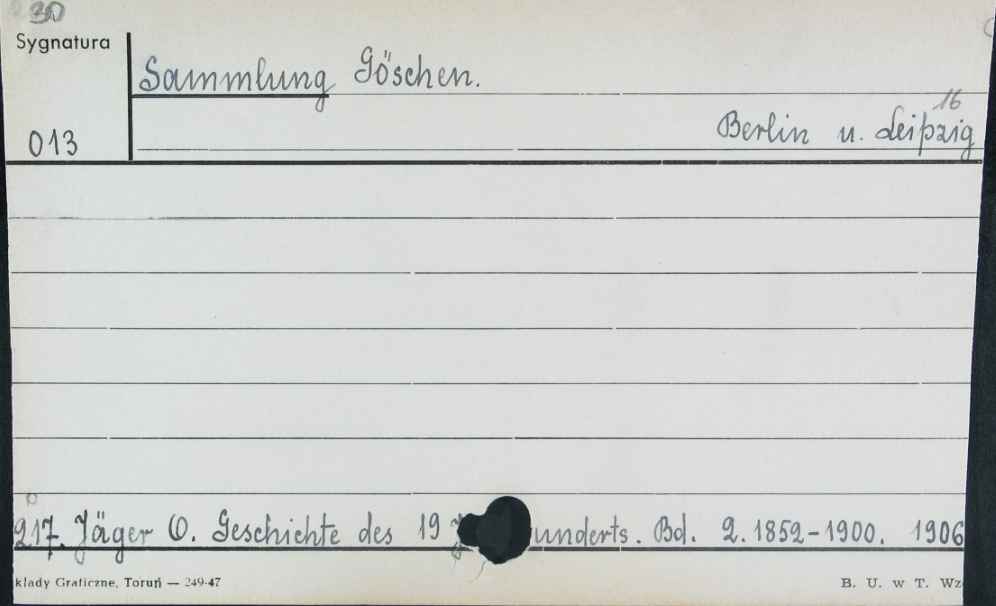 30
Sygnatura
Sammlung Göschen.
16
013
Berlin u. Leipzig
217. Jäger O. Geschichte des 19 underts. Bd. 2. 1852-1900. 1906
kłady Graficzne, Toruń — 249-47
B. U. w T. Wz